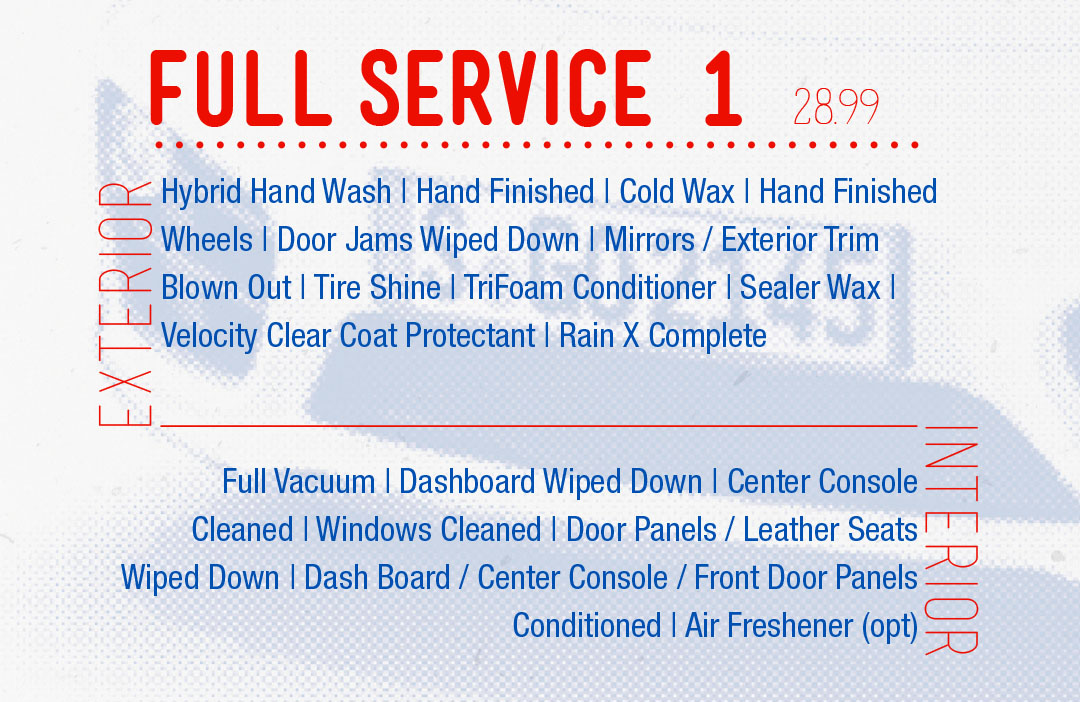 FULL SERVICE 1 28.99
EXTERIOR
Hybrid Hand Wash | Hand Finished | Cold Wax | Hand Finished
Wheels | Door Jams Wiped Down | Mirrors / Exterior Trim
Blown Out | Tire Shine | TriFoam Conditioner | Sealer Wax |
Velocity Clear Coat Protectant | Rain X Complete
INTERIOR
Full Vacuum | Dashboard Wiped Down | Center Console
Cleaned | Windows Cleaned | Door Panels / Leather Seats
Wiped Down | Dash Board / Center Console / Front Door Panels
Conditioned | Air Freshener (opt)